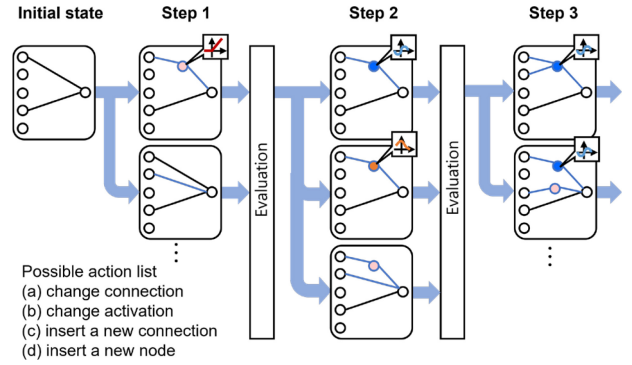 Initial state
Step 1
Step 2
Step 3
Evaluation
Evaluation
Possible action list
(a) change connection
(b) change activation
(c) insert a new connection
(d) insert a new node